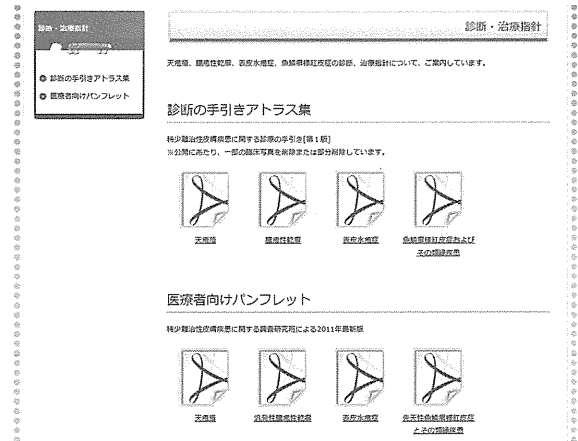 診断・治療指針
診断の手引きアトラス集
医療者向けパンフレット
診断・治療指針
天疱瘡、膿疱性乾癬、表皮水疱症、魚鱗癬様紅皮症の診断、治療指針について、ご案内しています。
診断の手引きアトラス集
稀少難治性皮膚疾患に関する診療の手引き[第1版]
※公開にあたり、一部の臨床写真を削除または部分削除しています。
天疱瘡
膿疱性乾癬
表皮水疱症
魚鱗癬様紅皮症および
その類縁疾患
医療者向けパンフレット
稀少難治性皮膚疾患に関する調査研究班による2011年最新版
天疱瘡
汎発性膿疱性乾癬
表皮水疱症
先天性魚鱗癬様紅皮症
とその類縁疾患